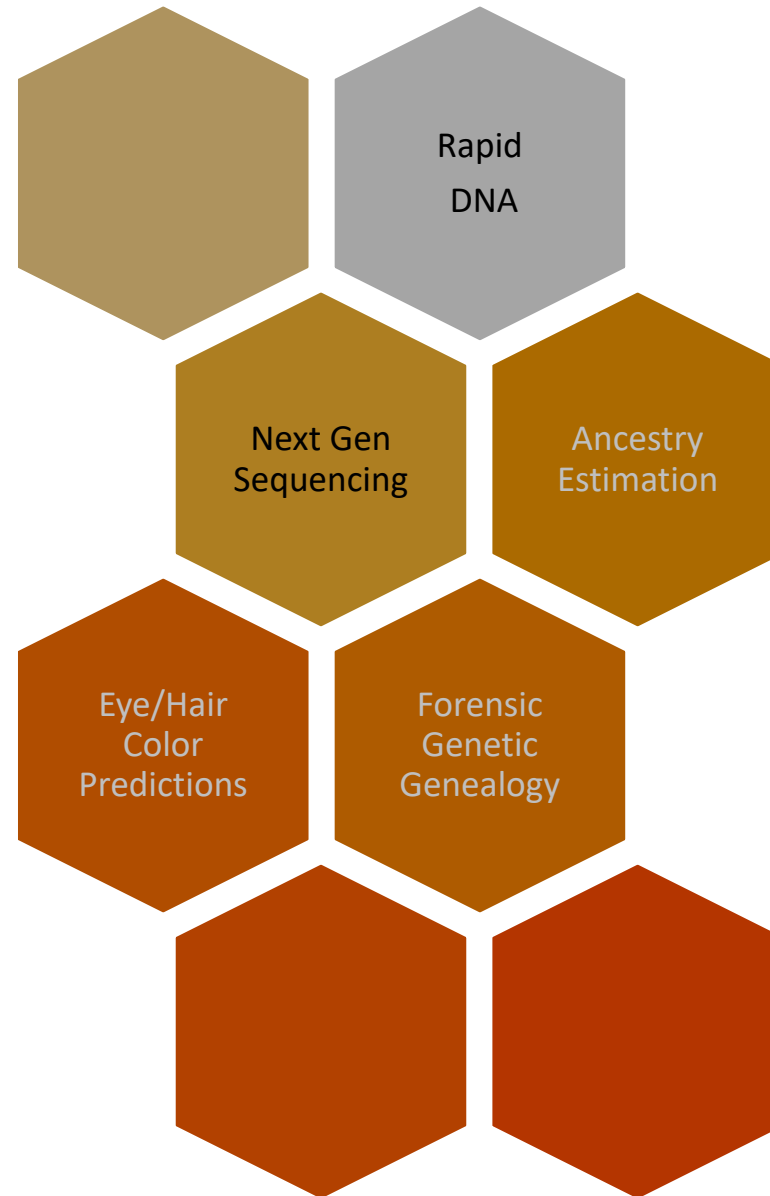 Rapid
DNA
Next Gen
Sequencing
Ancestry
Estimation
Eye/Hair
Color
Predictions
Forensic
Genetic
Genealogy